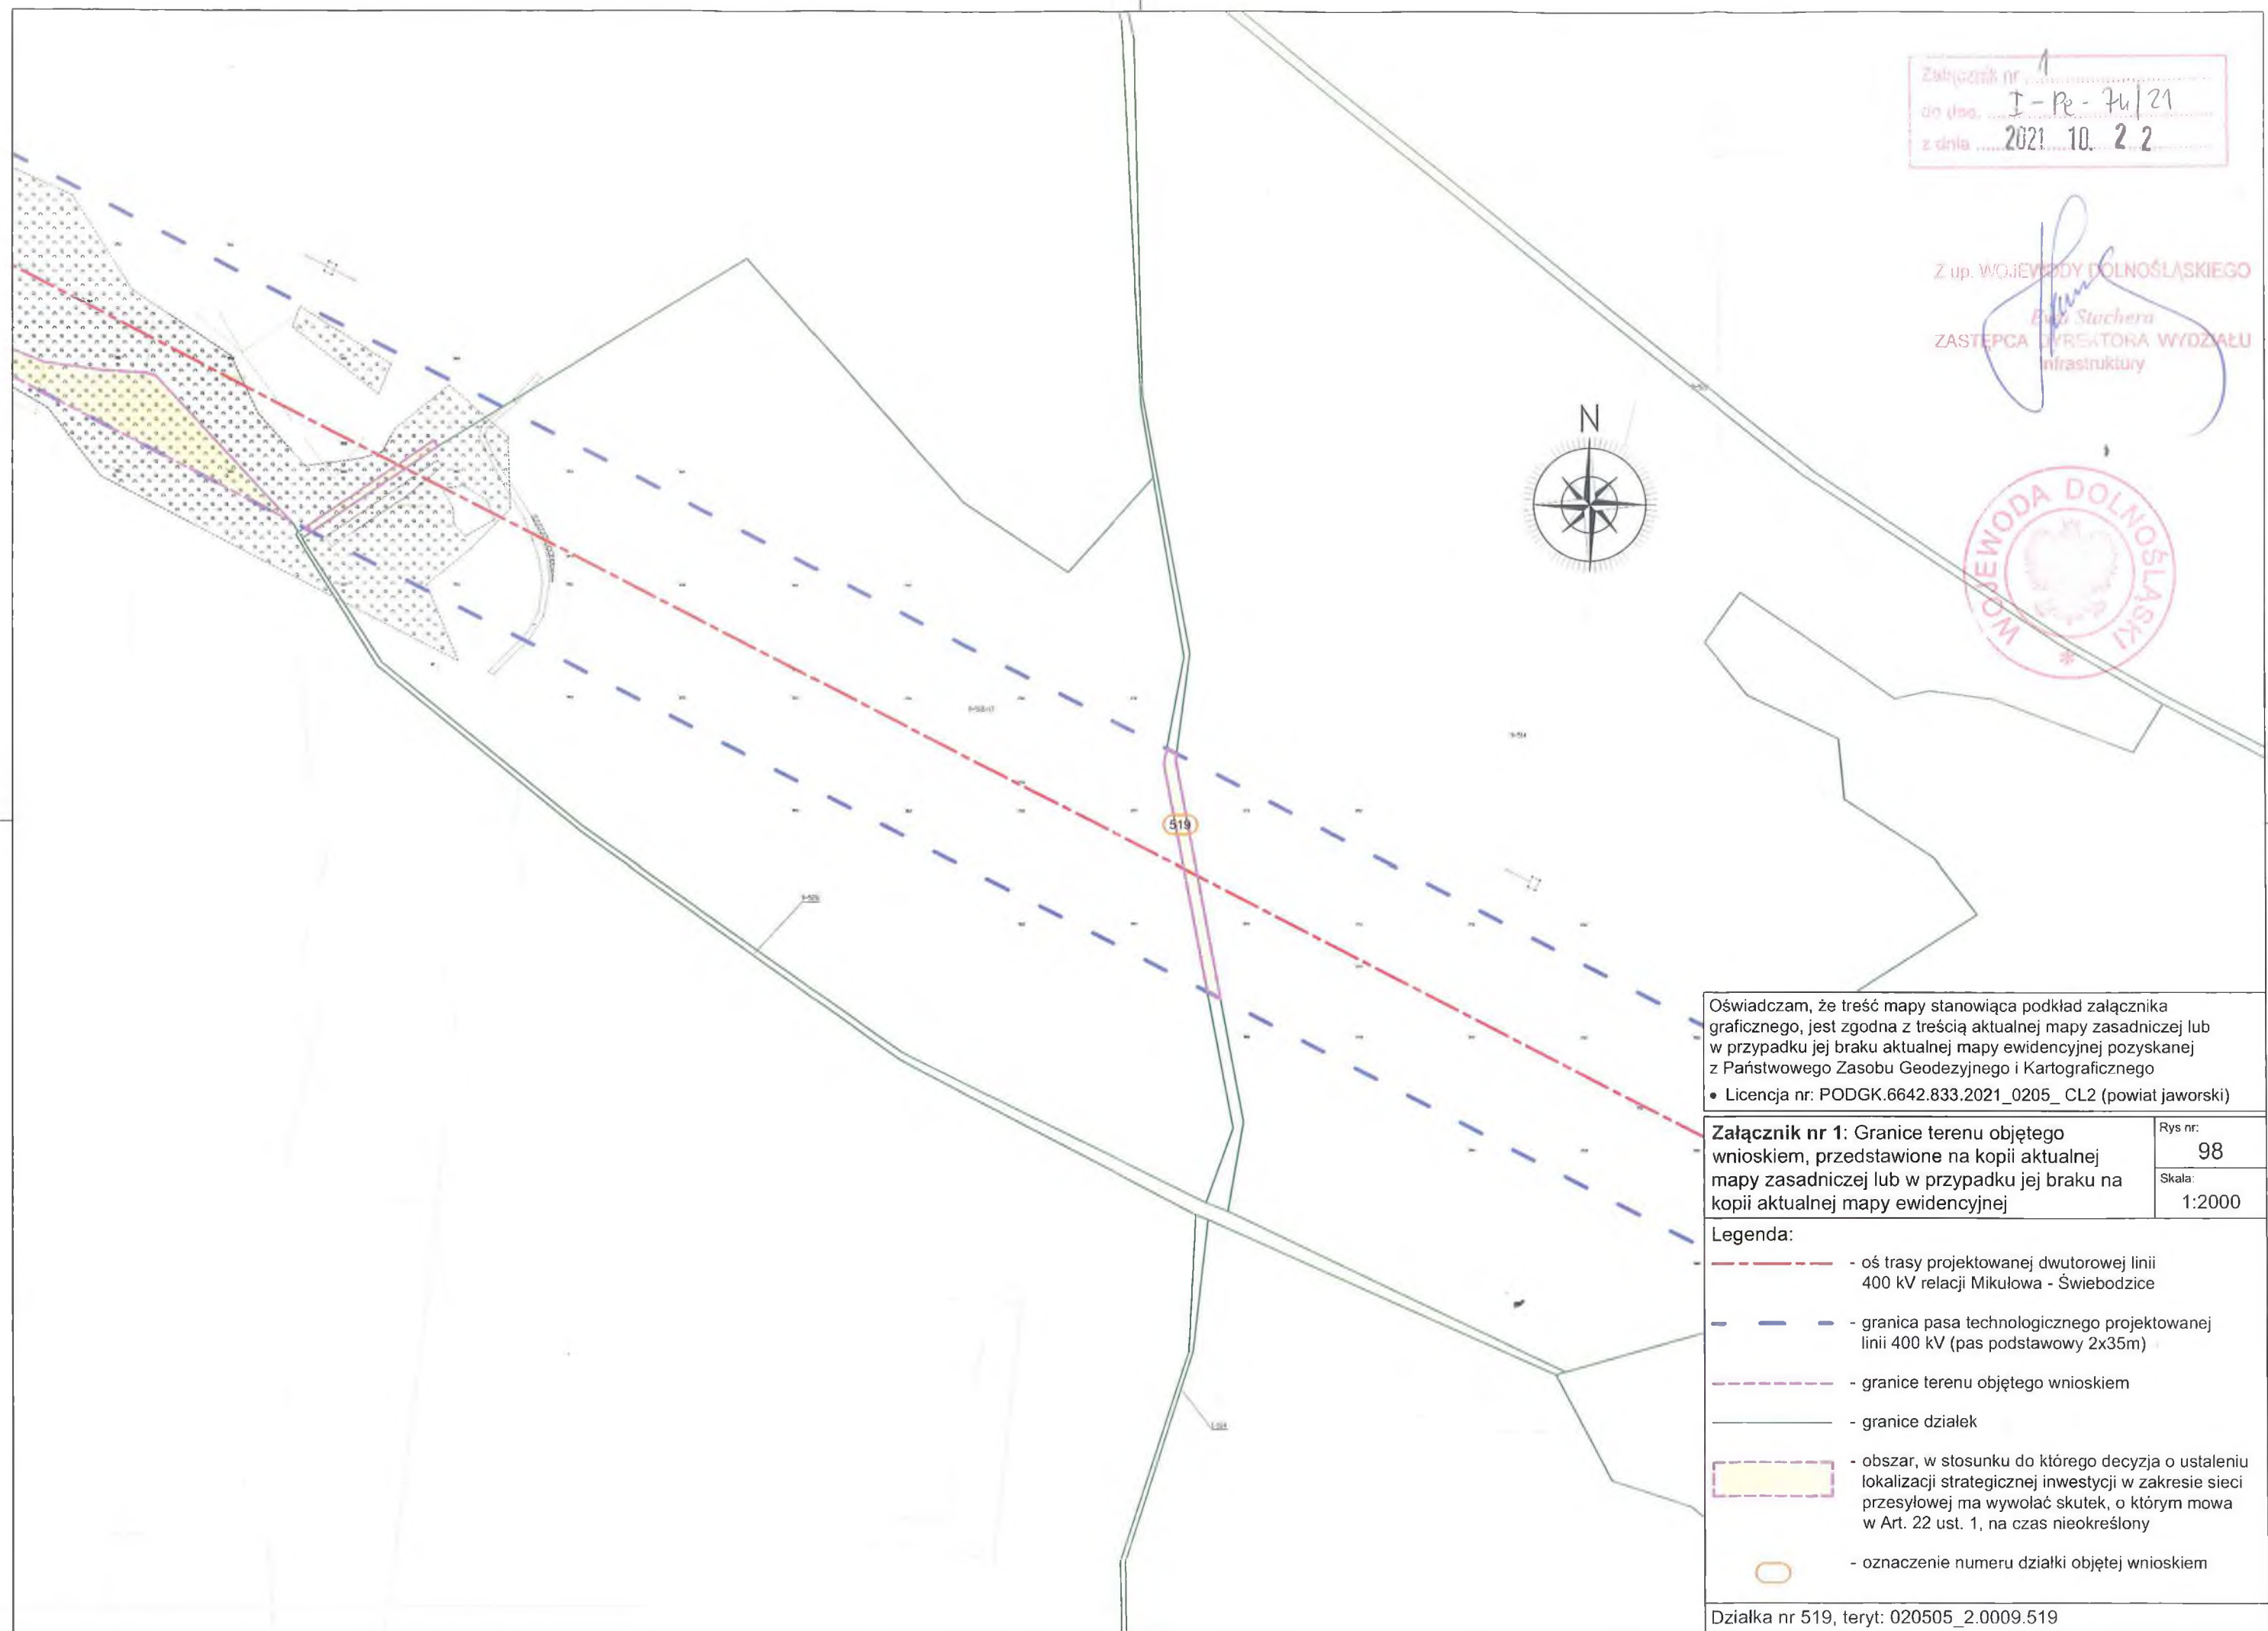 Załącznik nr 1
do dec. I-Pe-74/21
z dnia 2021 10. 22
Z up. WOJEWODY DOLNOŚLĄSKIEGO
Ewa Stachera
ZASTĘPCA DYREKTORA WYDZIAŁU
Infrastruktury
N
WOJEWODA DOLNOŚLĄSKI *
519
Oświadczam, że treść mapy stanowiąca podkład załącznika
graficznego, jest zgodna z treścią aktualnej mapy zasadniczej lub
w przypadku jej braku aktualnej mapy ewidencyjnej pozyskanej
z Państwowego Zasobu Geodezyjnego i Kartograficznego
• Licencja nr: PODGK.6642.833.2021_0205_ CL2 (powiat jaworski)
Załącznik nr 1: Granice terenu objętego
wnioskiem, przedstawione na kopii aktualnej
mapy zasadniczej lub w przypadku jej braku na
kopii aktualnej mapy ewidencyjnej
Rys nr:
98
Skala:
1:2000
Legenda:
- oś trasy projektowanej dwutorowej linii
400 kV relacji Mikułowa - Świebodzice
- granica pasa technologicznego projektowanej
linii 400 kV (pas podstawowy 2x35m)
- granice terenu objętego wnioskiem
- granice działek
- obszar, w stosunku do którego decyzja o ustaleniu
lokalizacji strategicznej inwestycji w zakresie sieci
przesyłowej ma wywołać skutek, o którym mowa
w Art. 22 ust. 1, na czas nieokreślony
- oznaczenie numeru działki objętej wnioskiem
Działka nr 519, teryt: 020505_2.0009.519